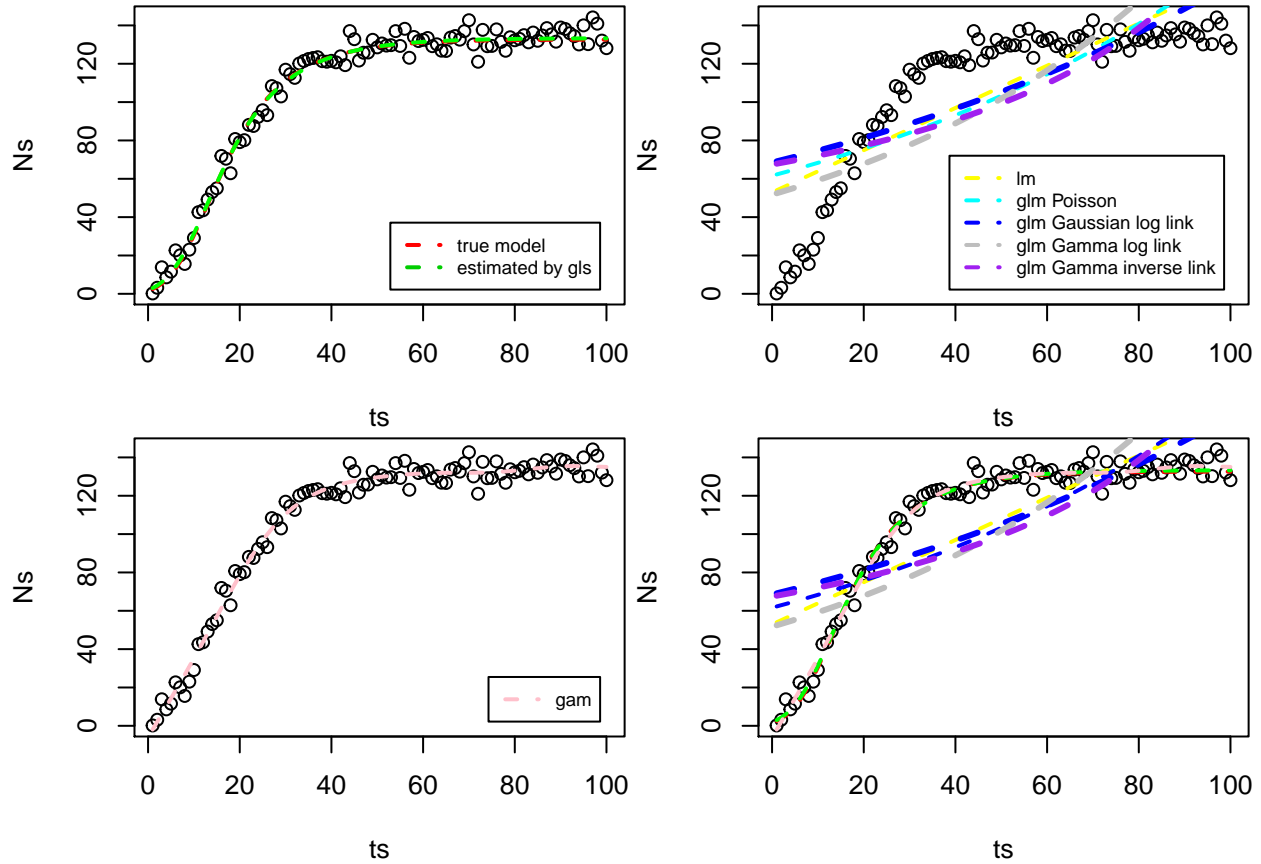 Ns
0 40 80 120
true model
estimated by gls
0 20 40 60 80 100
ts
Ns
0 40 80 120
lm
glm Poisson
glm Gaussian log link
glm Gamma log link
glm Gamma inverse link
0 20 40 60 80 100
ts
Ns
0 40 80 120
gam
0 20 40 60 80 100
ts
Ns
0 40 80 120
0 20 40 60 80 100
ts